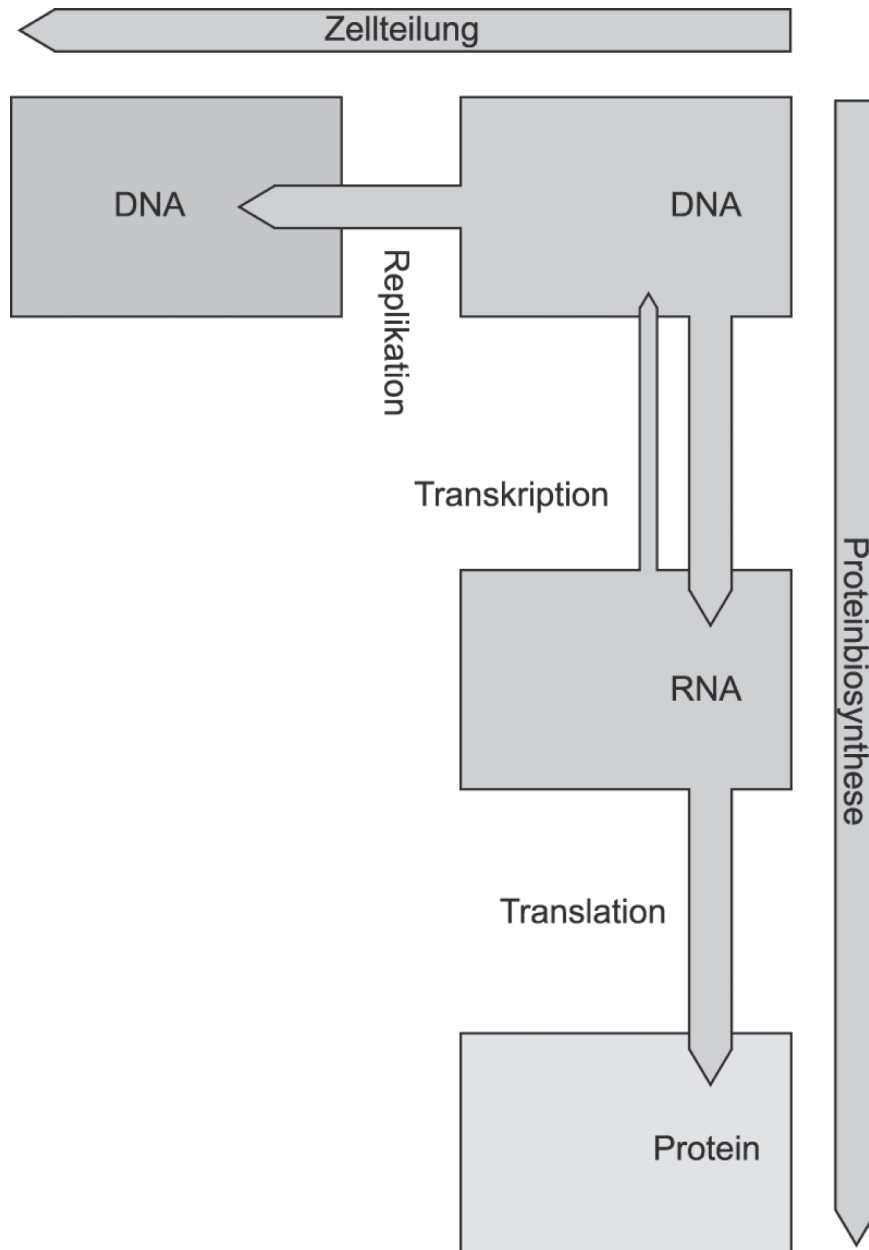 Zellteilung
DNA
DNA
Replikation
Transkription
Proteinbiosynthese
RNA
Translation
Protein